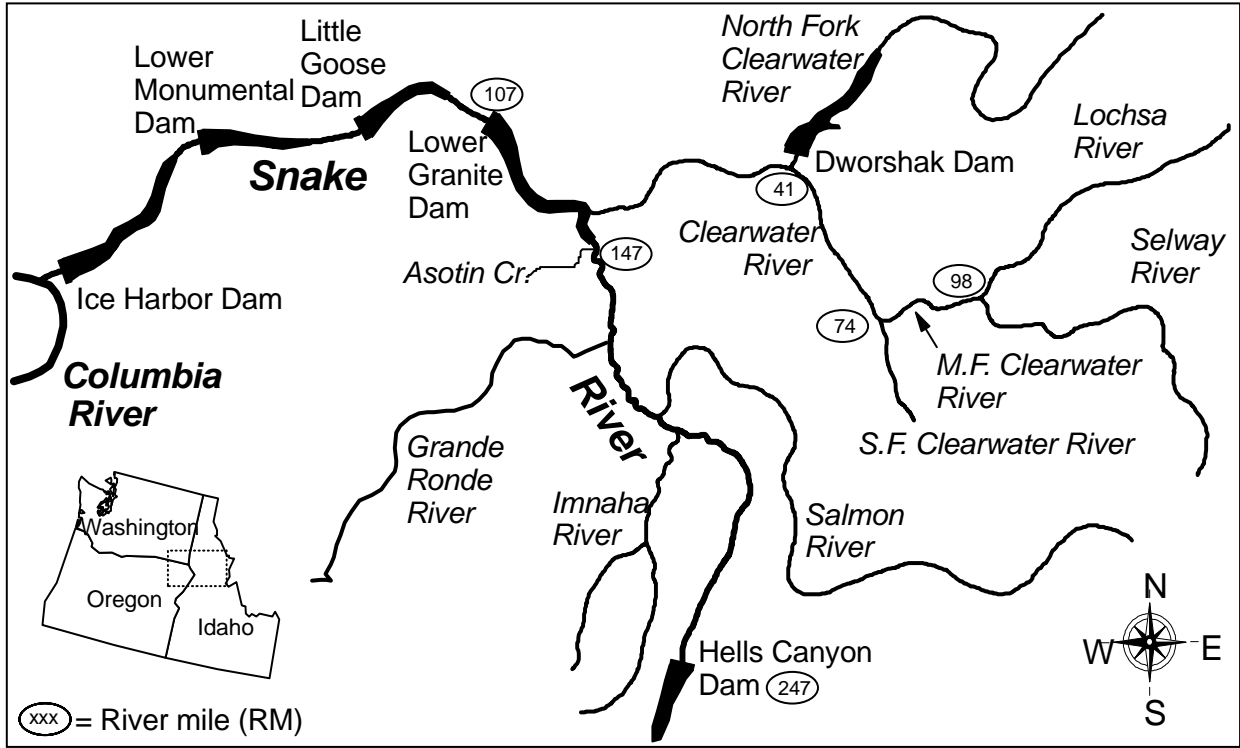 Little
Goose
Dam
Lower
Monumental
Dam
107
North Fork
Clearwater
River
Lochsa
River
Snake
Lower
Granite
Dam
Dworshak Dam
41
Clearwater
River
Selway
River
147
Asotin Cr.
98
Ice Harbor Dam
74
Columbia
River
M.F. Clearwater
River
River
S.F. Clearwater River
Grande
Ronde
River
Imnaha
River
Salmon
River
Washington
Oregon
Idaho
N
W
E
S
Hells Canyon
Dam 247
xxx = River mile (RM)